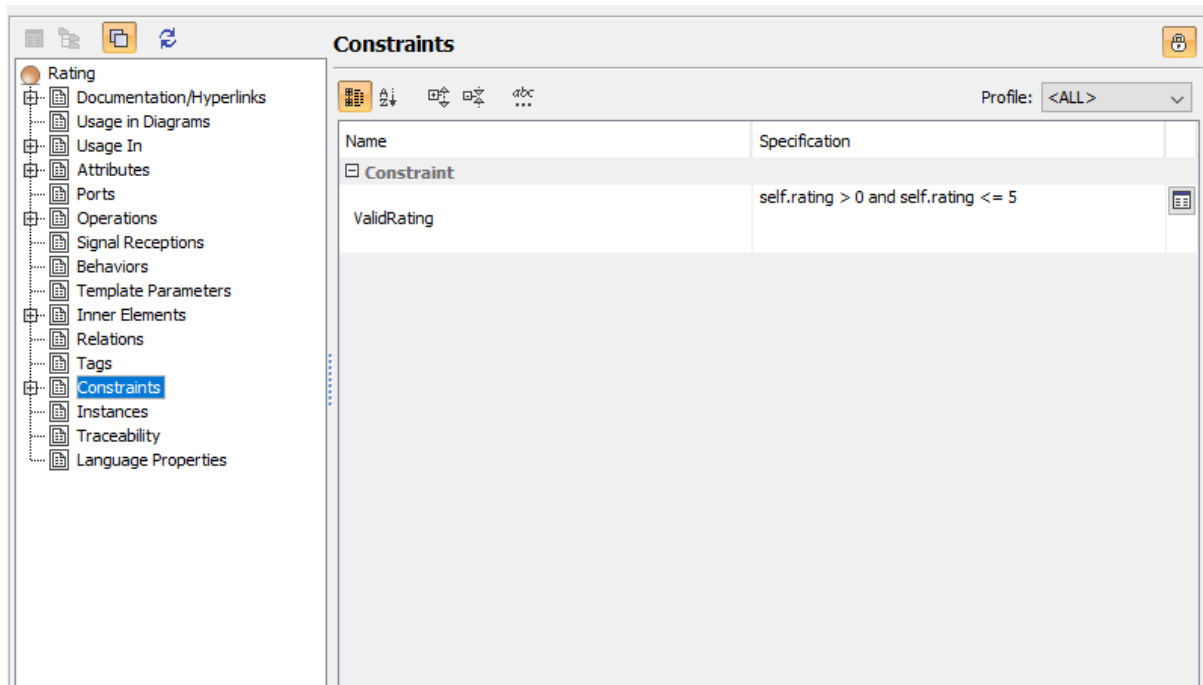 Constraints
Rating
Documentation/Hyperlinks
Usage in Diagrams
Usage In
Attributes
Ports
Operations
Signal Receptions
Behaviors
Template Parameters
Inner Elements
Relations
Tags
Constraints
Instances
Traceability
Language Properties
A Z abc Profile: <ALL>
Name Specification
Constraint
ValidRating self.rating > 0 and self.rating <= 5